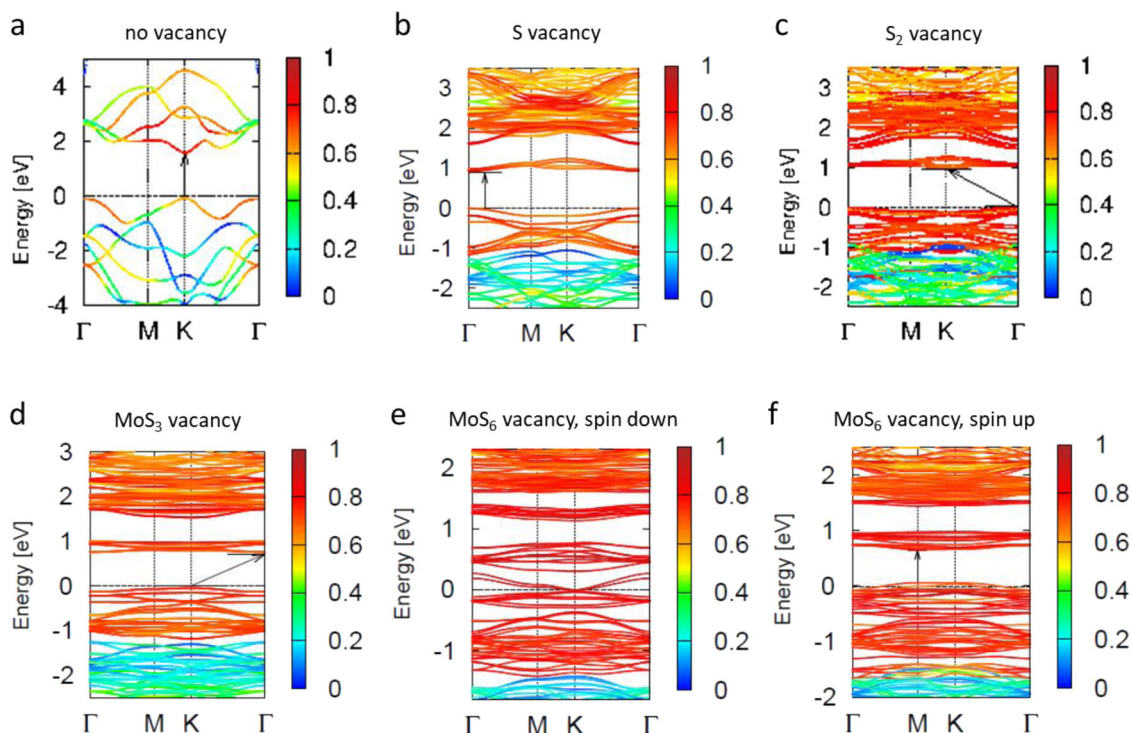 a
no vacancy
Energy [eV]
4
2
0
-2
-4
Γ M K Γ
1
0.8
0.6
0.4
0.2
0
b
S vacancy
Energy [eV]
3
2
1
0
-1
-2
Γ M K Γ
1
0.8
0.6
0.4
0.2
0
c
S₂ vacancy
Energy [eV]
3
2
1
0
-1
-2
Γ M K Γ
1
0.8
0.6
0.4
0.2
0
d
MoS₃ vacancy
Energy [eV]
3
2
1
0
-1
-2
Γ M K Γ
1
0.8
0.6
0.4
0.2
0
e
MoS₆ vacancy, spin down
Energy [eV]
2
1
0
-1
Γ M K Γ
1
0.8
0.6
0.4
0.2
0
f
MoS₆ vacancy, spin up
Energy [eV]
2
1
0
-1
-2
Γ M K Γ
1
0.8
0.6
0.4
0.2
0